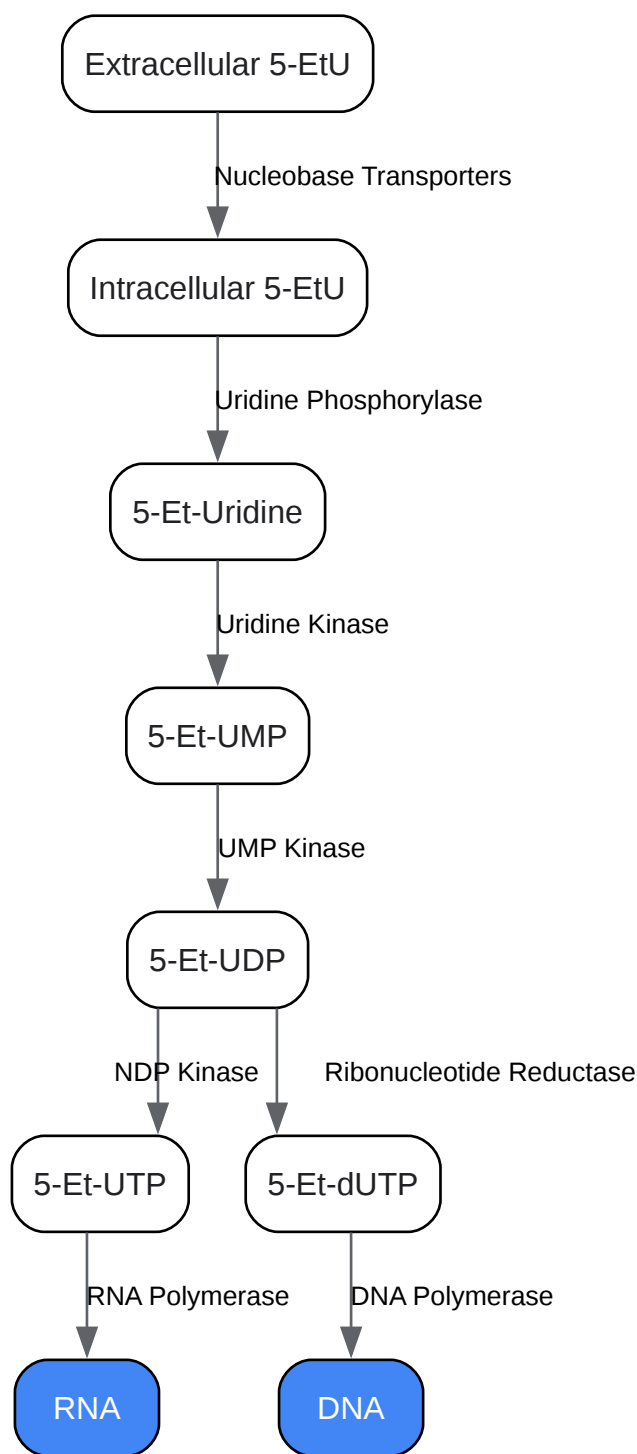 Extracellular 5-EtU
Nucleobase Transporters
Intracellular 5-EtU
Uridine Phosphorylase
5-Et-Uridine
Uridine Kinase
5-Et-UMP
UMP Kinase
5-Et-UDP
NDP Kinase
Ribonucleotide Reductase
5-Et-UTP
5-Et-dUTP
RNA Polymerase
DNA Polymerase
RNA
DNA